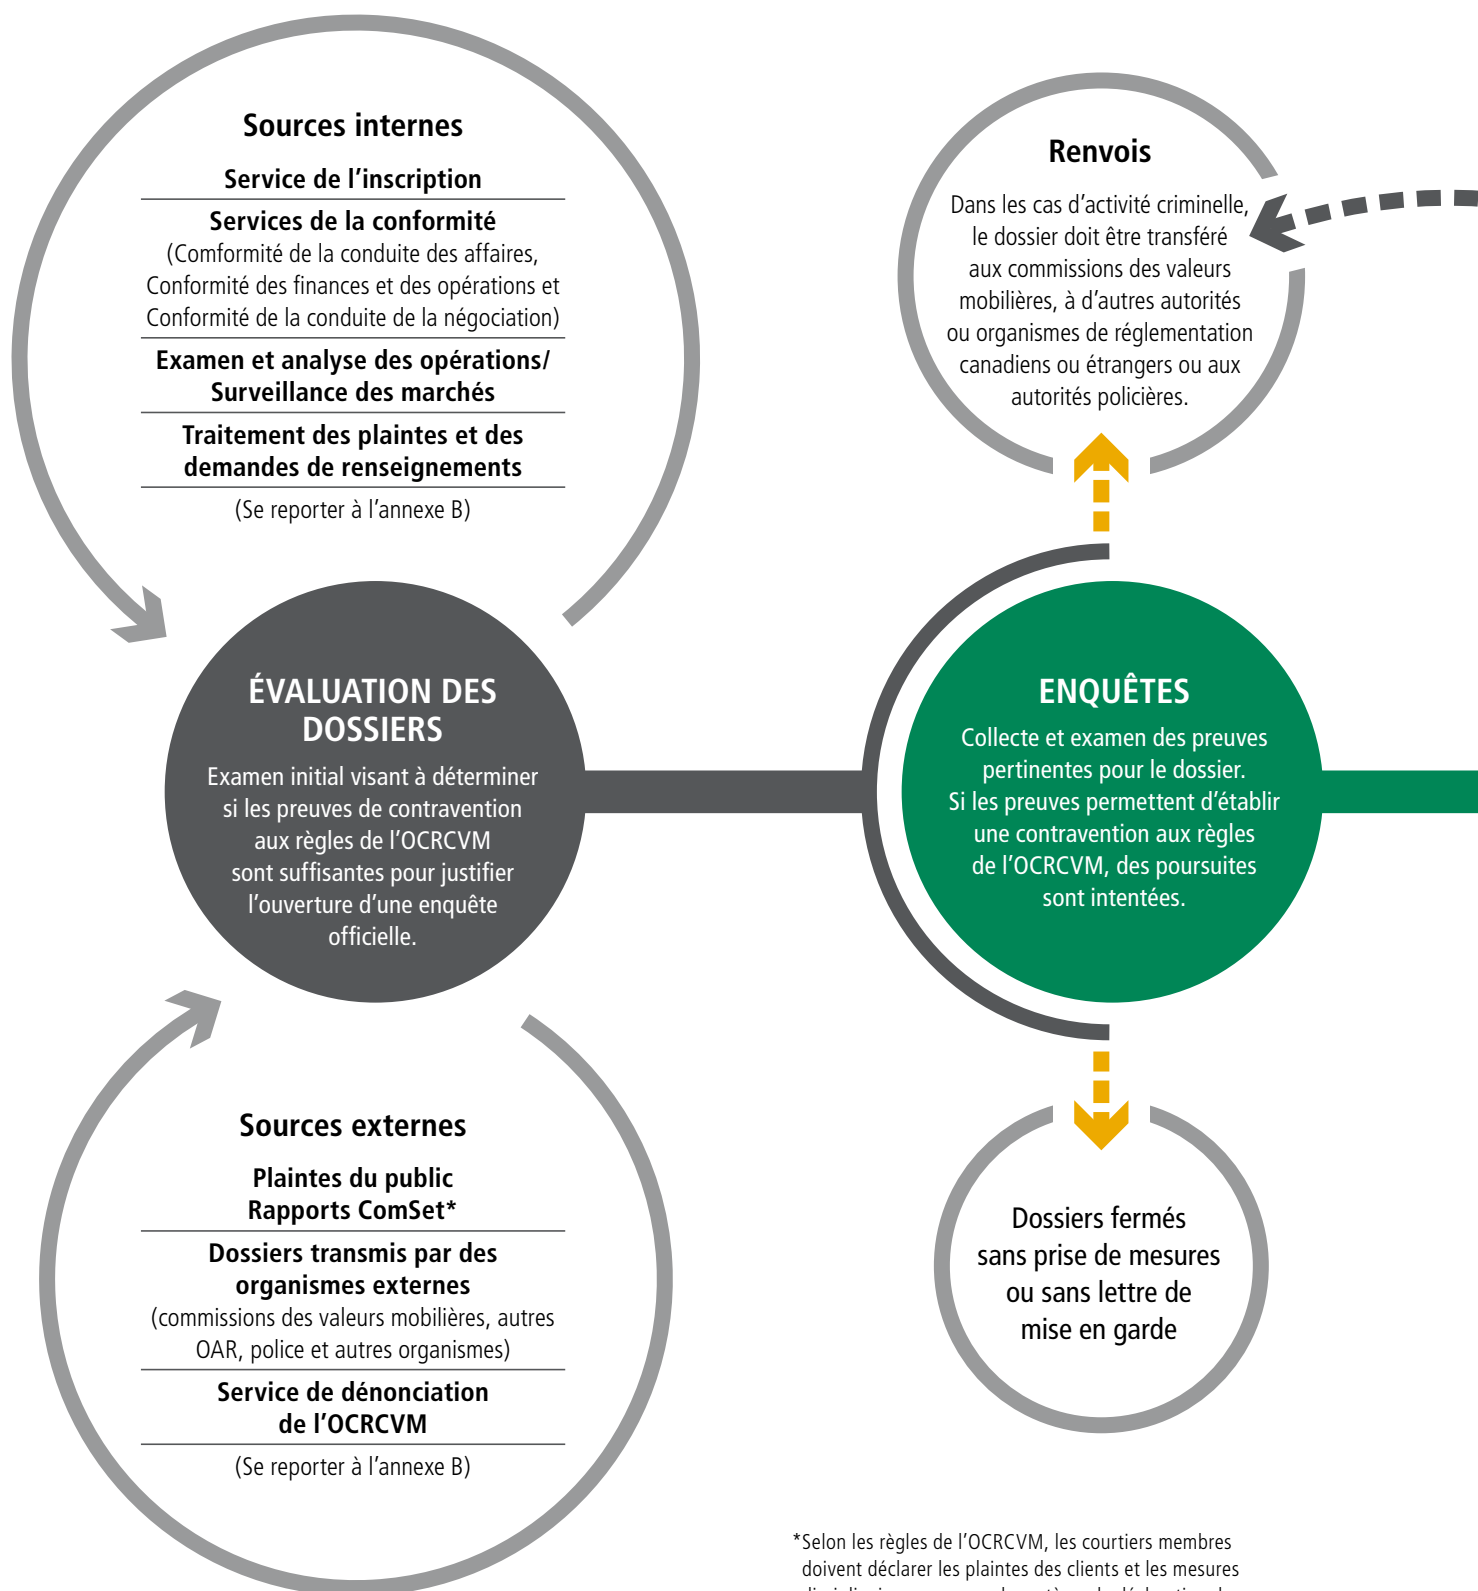 Sources internes
Service de l'inscription
Services de la conformité
(Comformité de la conduite des affaires,
Conformité des finances et des opérations et
Conformité de la conduite de la négociation)
Examen et analyse des opérations/
Surveillance des marchés
Traitement des plaintes et des
demandes de renseignements
(Se reporter à l'annexe B)
Renvois
Dans les cas d'activité criminelle,
le dossier doit être transféré
aux commissions des valeurs
mobilières, à d'autres autorités
ou organismes de réglementation
canadiens ou étrangers ou aux
autorités policières.
ÉVALUATION DES
DOSSIERS
Examen initial visant à déterminer
si les preuves de contravention
aux règles de l'OCRCVM
sont suffisantes pour justifier
l'ouverture d'une enquête
officielle.
ENQUÊTES
Collecte et examen des preuves
pertinentes pour le dossier.
Si les preuves permettent d'établir
une contravention aux règles
de l'OCRCVM, des poursuites
sont intentées.
Sources externes
Plaintes du public
Rapports ComSet*
Dossiers transmis par des
organismes externes
(commissions des valeurs mobilières, autres
OAR, police et autres organismes)
Service de dénonciation
de l'OCRCVM
(Se reporter à l'annexe B)
Dossiers fermés
sans prise de mesures
ou sans lettre de
mise en garde
*Selon les règles de l'OCRCVM, les courtiers membres
doivent déclarer les plaintes des clients et les mesures